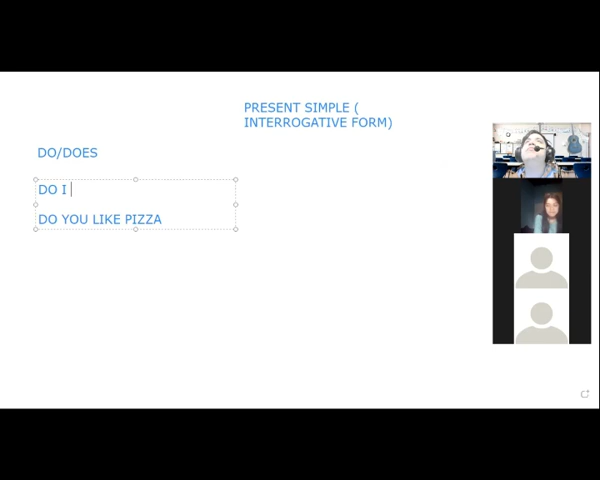 PRESENT SIMPLE (
INTERROGATIVE FORM)
DO/DOES
DO I
DO YOU LIKE PIZZA